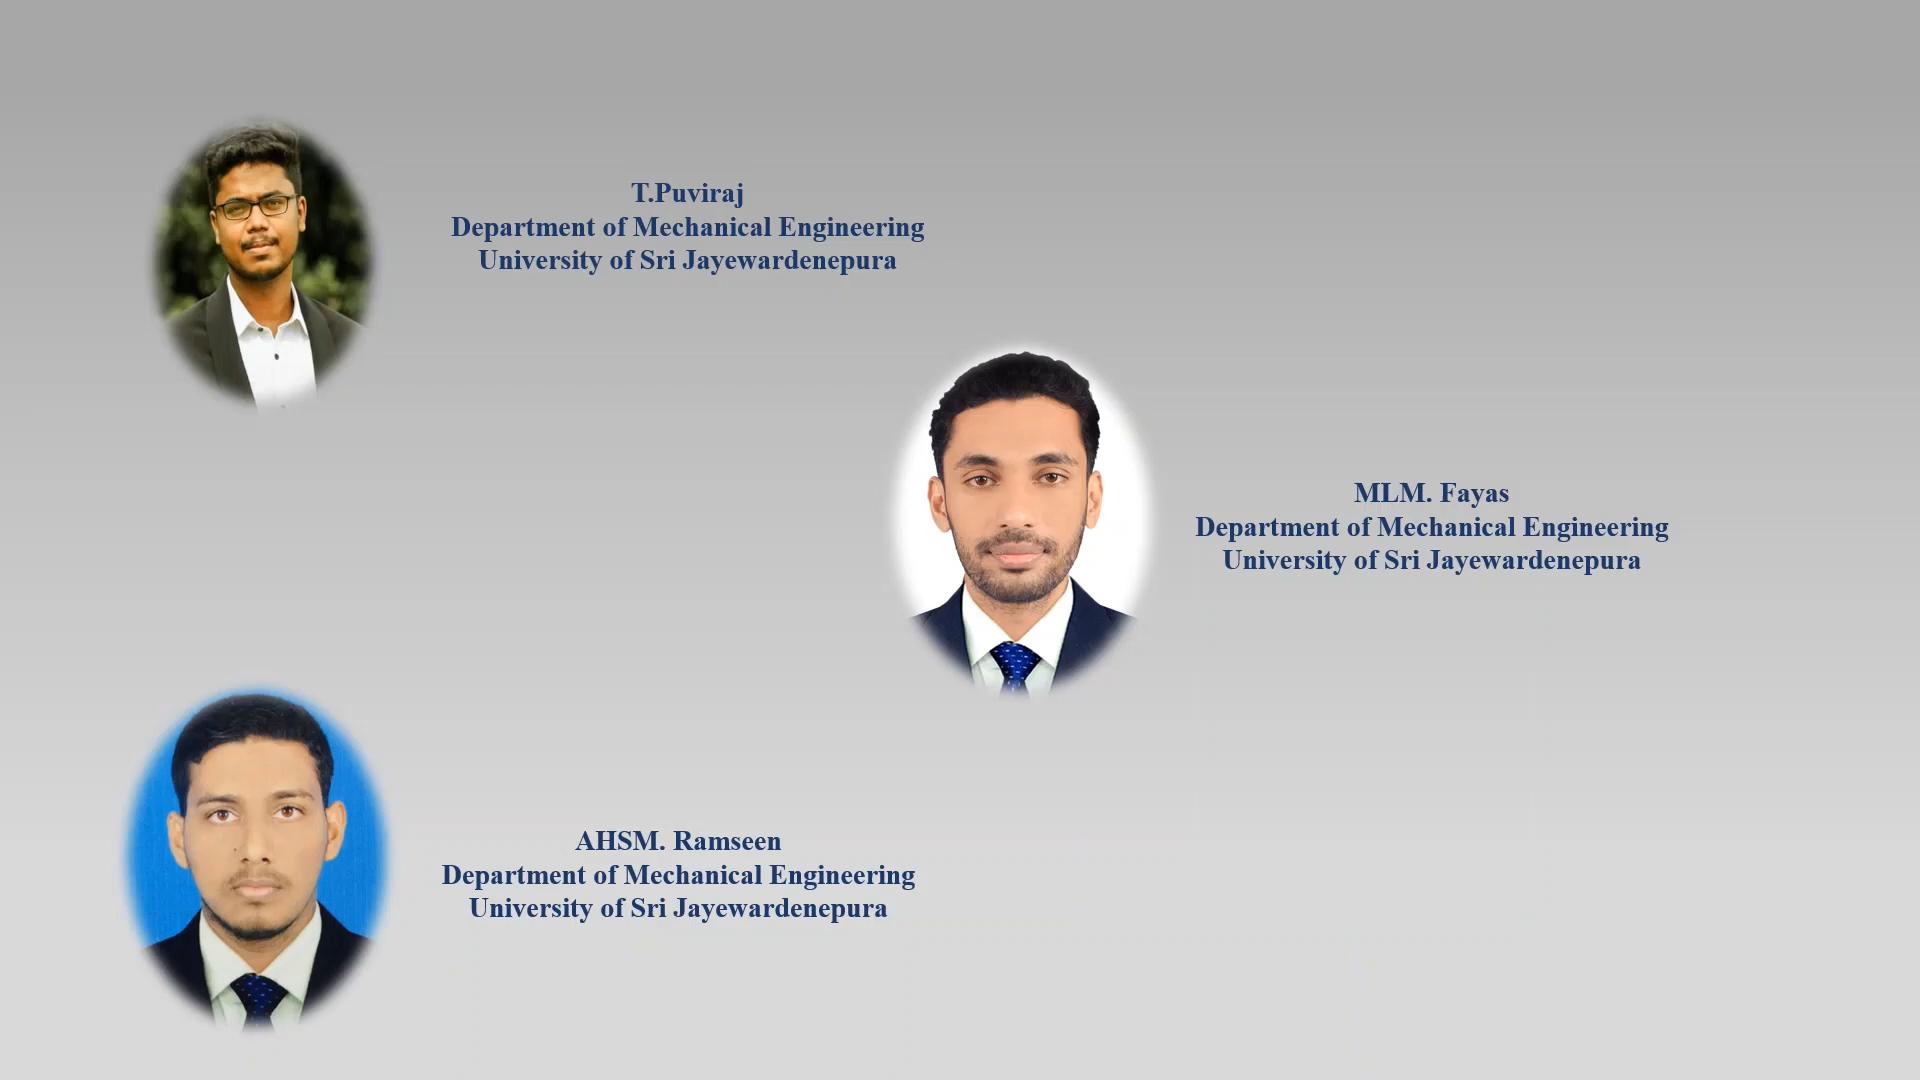 T.Puviraj
Department of Mechanical Engineering
University of Sri Jayewardenepura
MLM. Fayas
Department of Mechanical Engineering
University of Sri Jayewardenepura
AHSM. Ramseen
Department of Mechanical Engineering
University of Sri Jayewardenepura